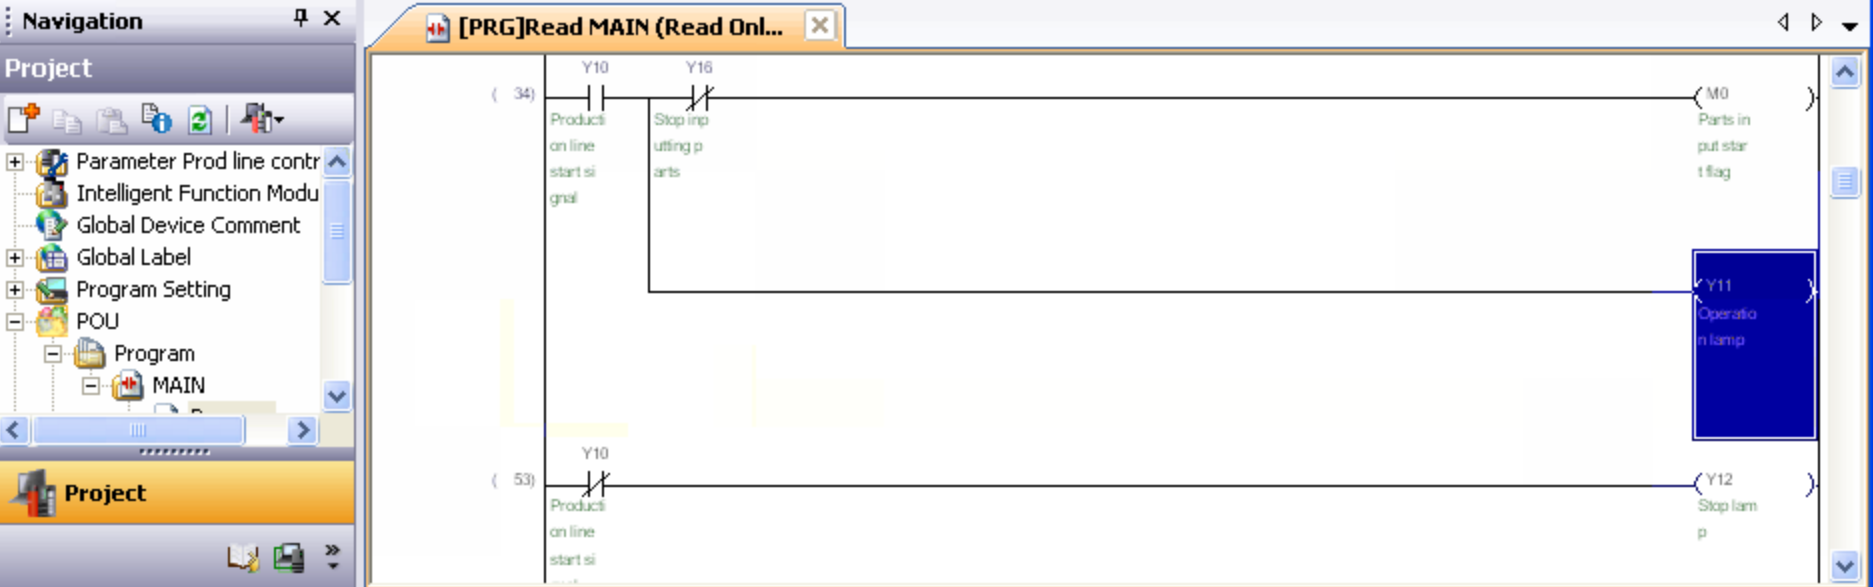 Navigation
Project
Parameter Prod line contr
Intelligent Function Modu
Global Device Comment
Global Label
Program Setting
POU
Program
MAIN
Project
[PRG]Read MAIN (Read Onl...
Y10 Y16
( 34) ( M0 )
Producti Stop inp Parts in
on line utting p put star
start si arts t flag
gnal
( Y11 )
Operatio
n lamp
Y10
( 53) ( Y12 )
Producti Stop lam
on line p
start si